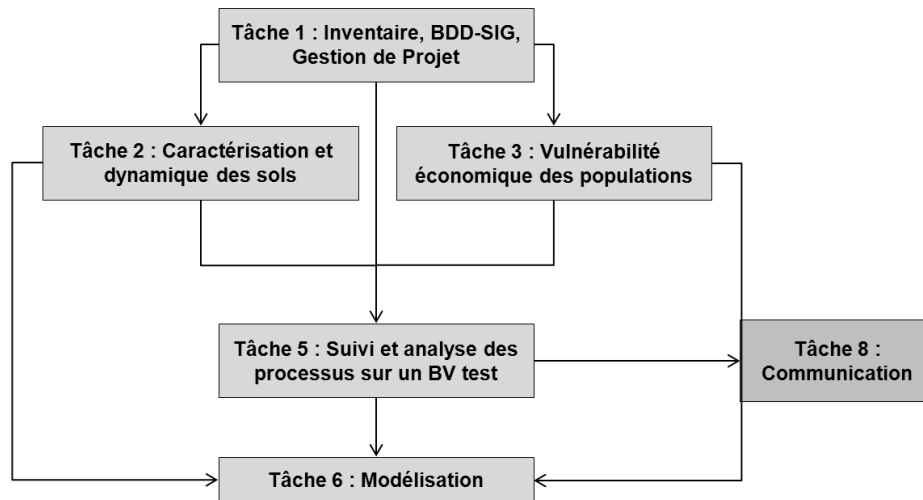 Tâche 1 : Inventaire, BDD-SIG,
Gestion de Projet
Tâche 2 : Caractérisation et
dynamique des sols
Tâche 3 : Vulnérabilité
économique des populations
Tâche 5 : Suivi et analyse des
processus sur un BV test
Tâche 8 :
Communication
Tâche 6 : Modélisation